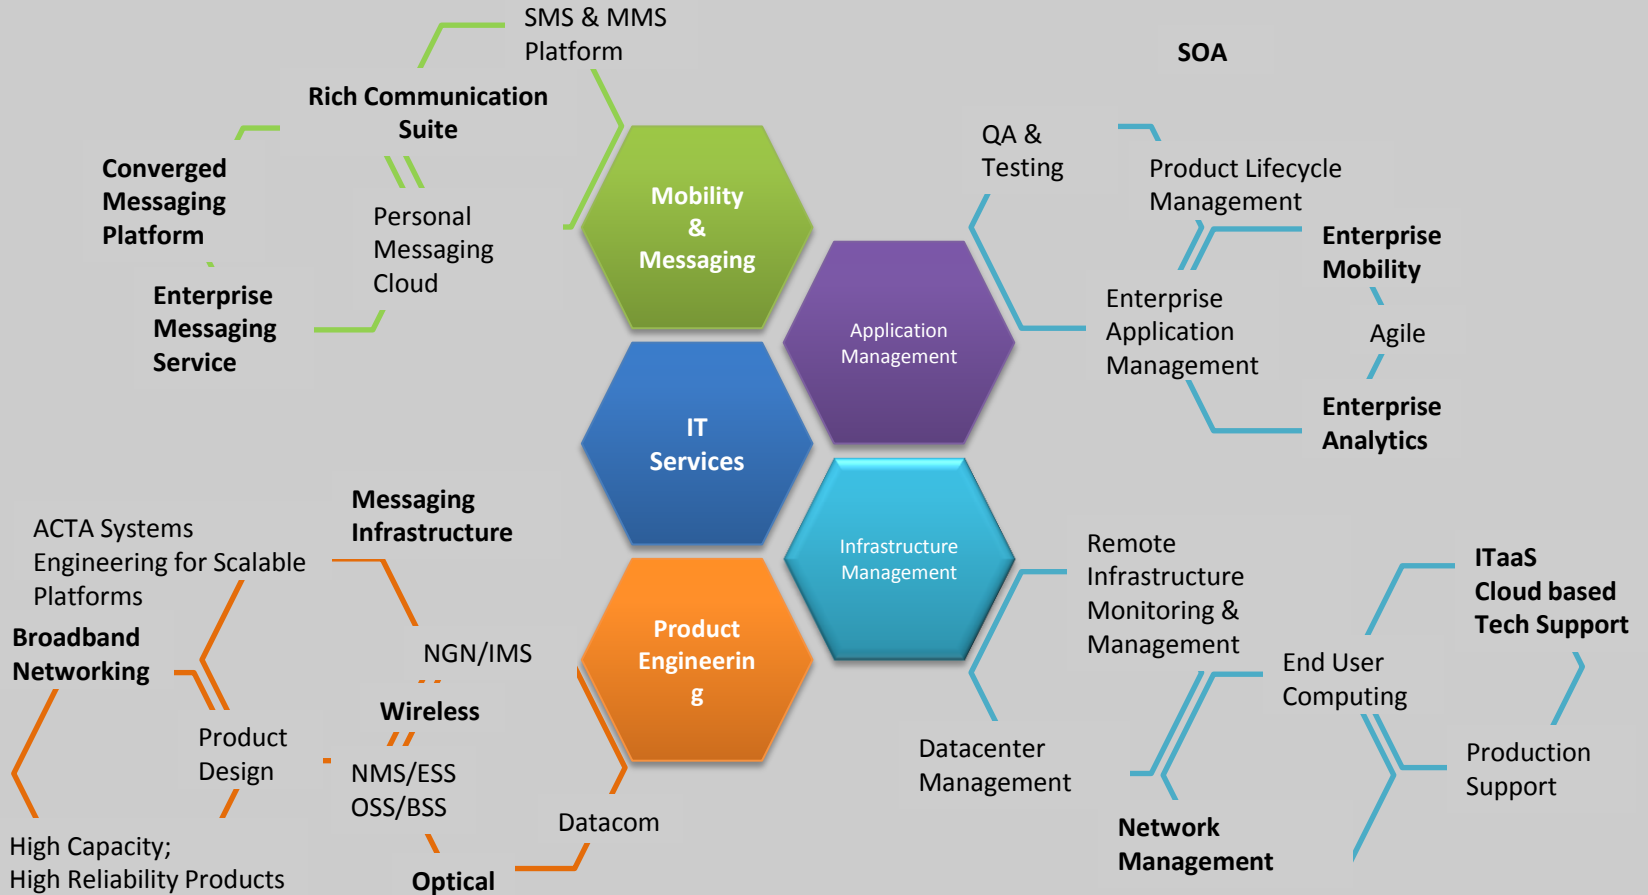 SMS & MMS
Platform
Rich Communication
Suite
Converged
Messaging
Platform
Personal
Messaging
Cloud
Enterprise
Messaging
Service
Mobility
&
Messaging
SOA
QA &
Testing
Product Lifecycle
Management
Enterprise
Mobility
Enterprise
Application
Management
Agile
Enterprise
Analytics
Application
Management
IT
Services
Infrastructure
Management
Product
Engineerin
g
Messaging
Infrastructure
ACTA Systems
Engineering for Scalable
Platforms
Broadband
Networking
NGN/IMS
Wireless
Product
Design
NMS/ESS
OSS/BSS
Datacom
High Capacity;
High Reliability Products
Optical
Remote
Infrastructure
Monitoring &
Management
ITaaS
Cloud based
Tech Support
End User
Computing
Datacenter
Management
Production
Support
Network
Management